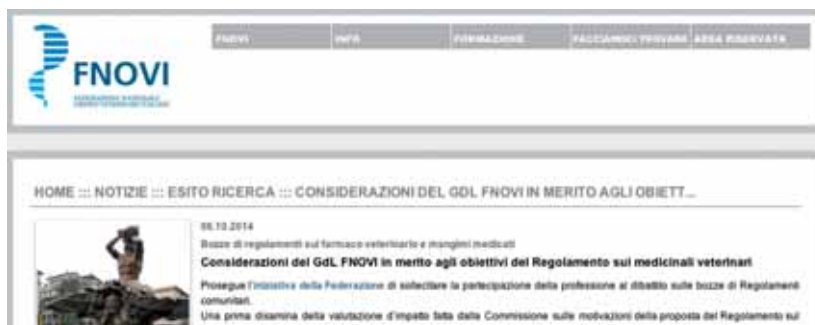 FNOVI INFO FORMAZIONE FACCIAMOCI TROVARE AREA RISERVATA
FNOVI
HOME ::: NOTIZIE ::: ESITO RICERCA ::: CONSIDERAZIONI DEL GDL FNOVI IN MERITO AGLI OBIETT...
06.10.2014
Bozze di regolamenti sul farmaco veterinario e mangimi medicati
Considerazioni del GdL FNOVI in merito agli obiettivi del Regolamento sui medicinali veterinari
Prosegue l'iniziativa della Federazione di sollecitare la partecipazione della professione al dibattito sulle bozze di Regolamenti
comunitari.
Una prima disamina della valutazione d'impatto fatta dalla Commissione sulle motivazioni della proposta del Regolamento sui